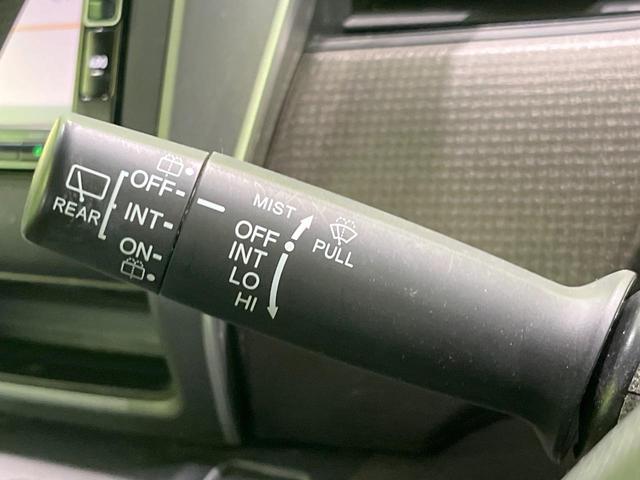 REAR
OFF
INT
ON
MIST
OFF
INT
LO
HI
PULL